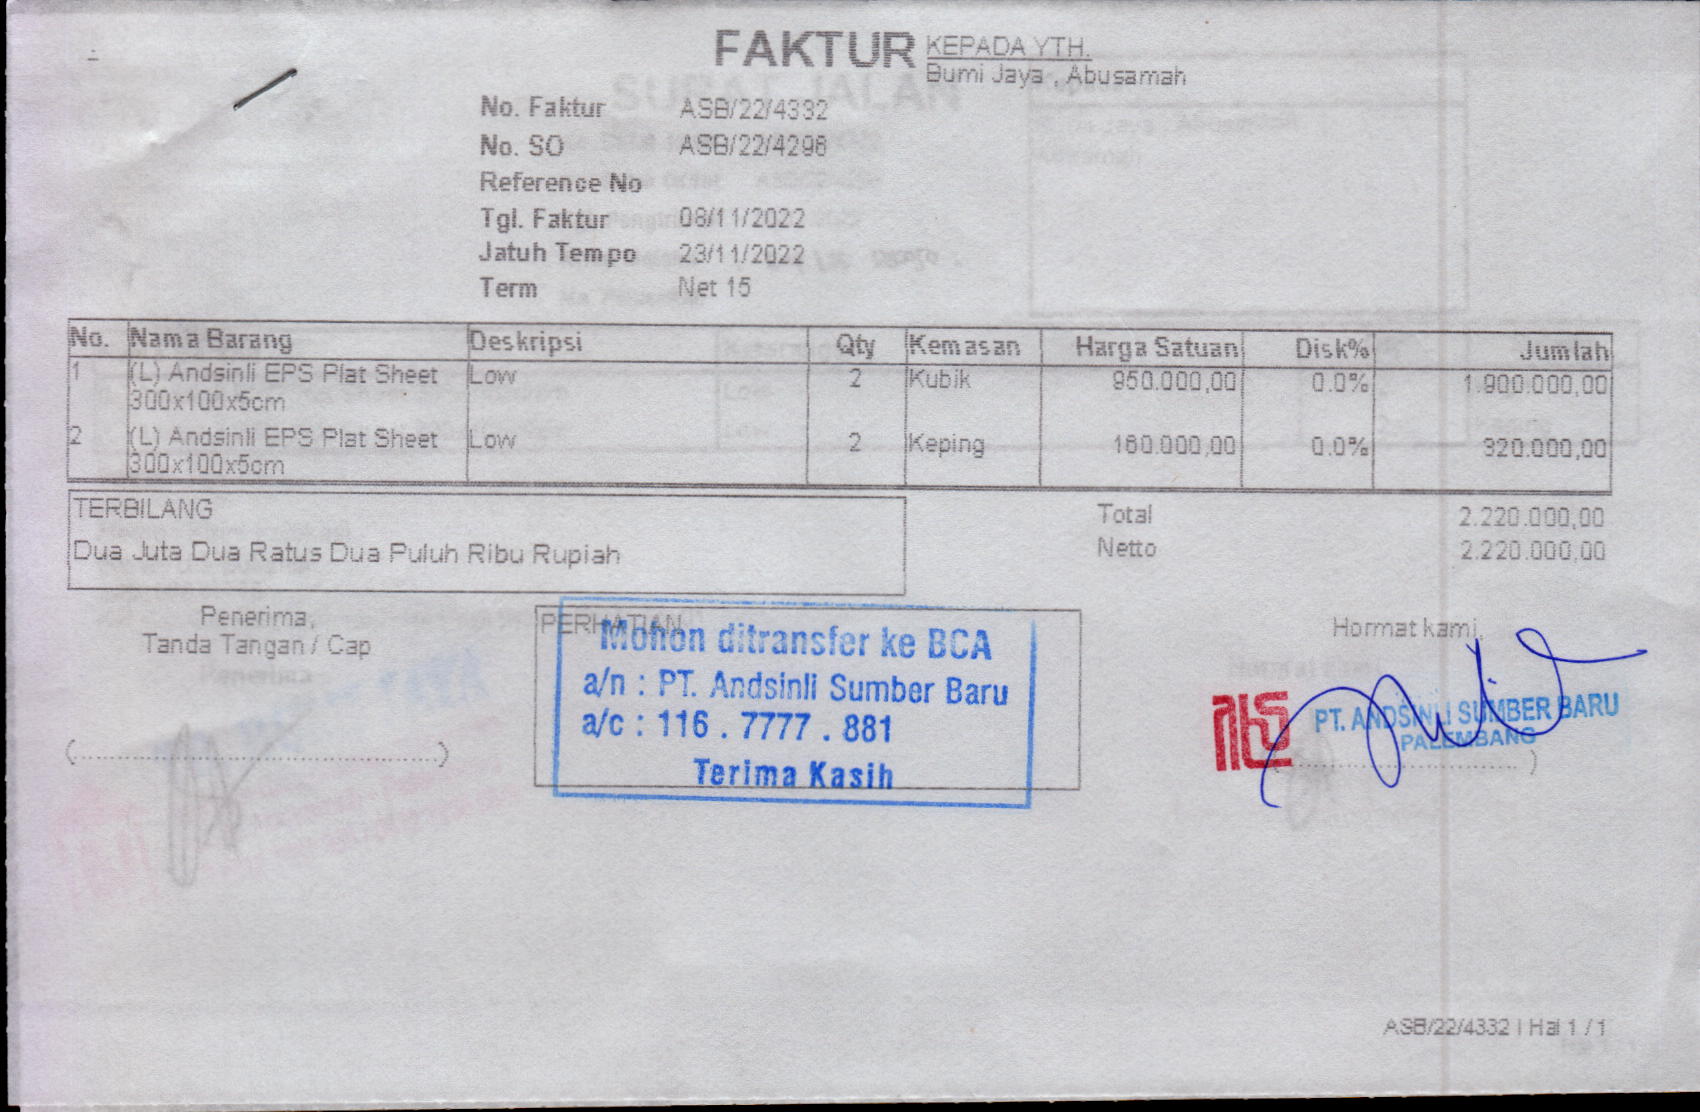 FAKTUR
KEPADA YTH.
Bumi Jaya , Abusamah
No. Faktur ASB/22/4332
No. SO ASB/22/4296
Reference No
Tgl. Faktur 08/11/2022
Jatuh Tempo 23/11/2022
Term Net 15
No. Nama Barang Deskripsi Qty Kemasan Harga Satuan Disk% Jumlah
1 (L) Andsinli EPS Plat Sheet Low 2 Kubik 950.000,00 0.0% 1.900.000,00
300x100x5cm
2 (L) Andsinli EPS Plat Sheet Low 2 Keping 160.000,00 0.0% 320.000,00
300x100x5cm
TERBILANG
Dua Juta Dua Ratus Dua Puluh Ribu Rupiah
Total 2.220.000,00
Netto 2.220.000,00
Penerima,
Tanda Tangan / Cap
(........................................)
PERHATIAN
Mohon ditransfer ke BCA
a/n : PT. Andsinli Sumber Baru
a/c : 116 . 7777 . 881
Terima Kasih
Hormat kami,
PT. ANDSINLI SUMBER BARU
PALEMBANG
ASB/22/4332 | Hal 1 / 1